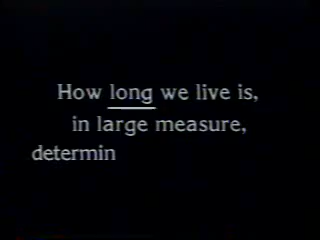 How long we live is,
in large measure,
determin